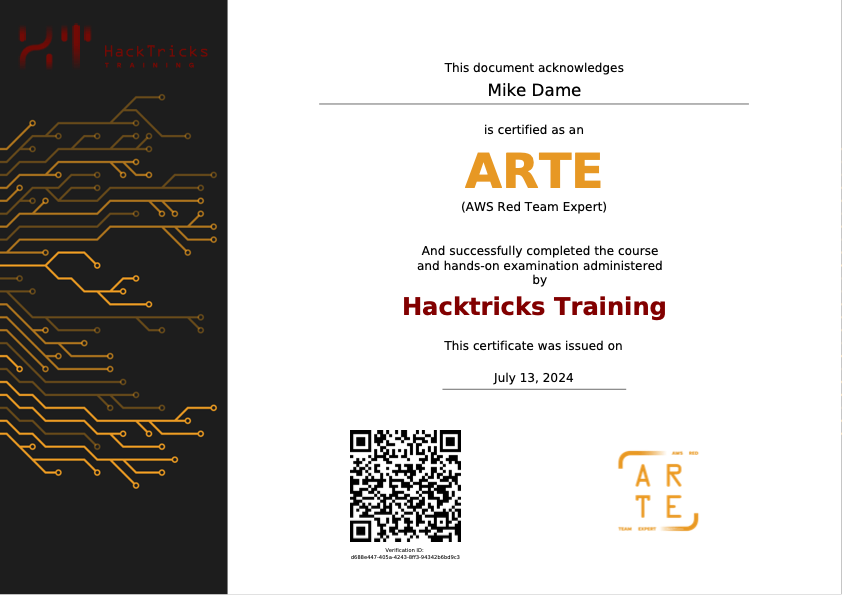 HackTricks
TRAINING
This document acknowledges
Mike Dame
is certified as an
ARTE
(AWS Red Team Expert)
And successfully completed the course
and hands-on examination administered
by
Hacktricks Training
This certificate was issued on
July 13, 2024
Verification ID:
d688e447-405a-4243-8ff3-94342b6bd9c3
AWS RED
A R
T E
TEAM EXPERT